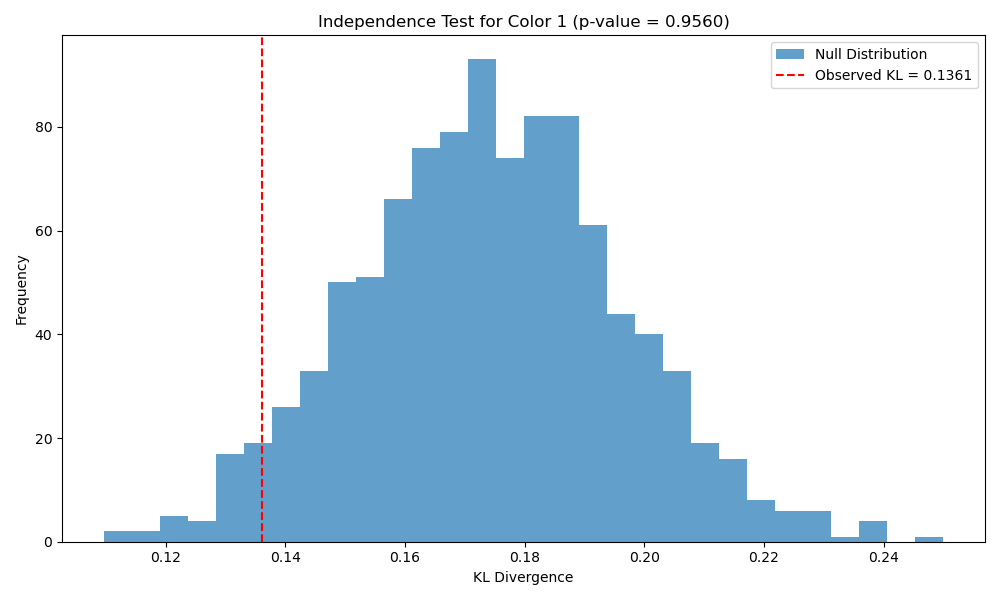 Independence Test for Color 1 (p-value = 0.9560)
Null Distribution
Observed KL = 0.1361
Frequency
80
60
40
20
0
0.12 0.14 0.16 0.18 0.20 0.22 0.24
KL Divergence